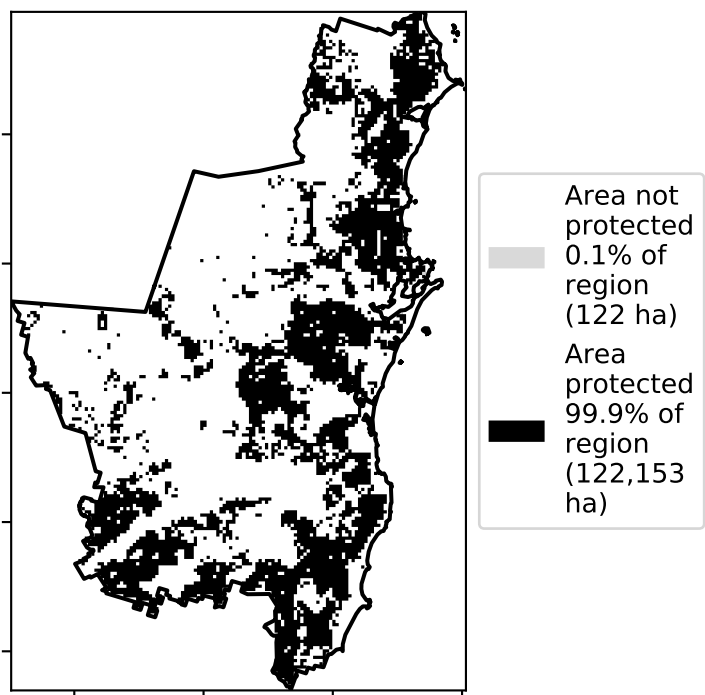 Area not
protected
0.1% of
region
(122 ha)
Area
protected
99.9% of
region
(122,153
ha)